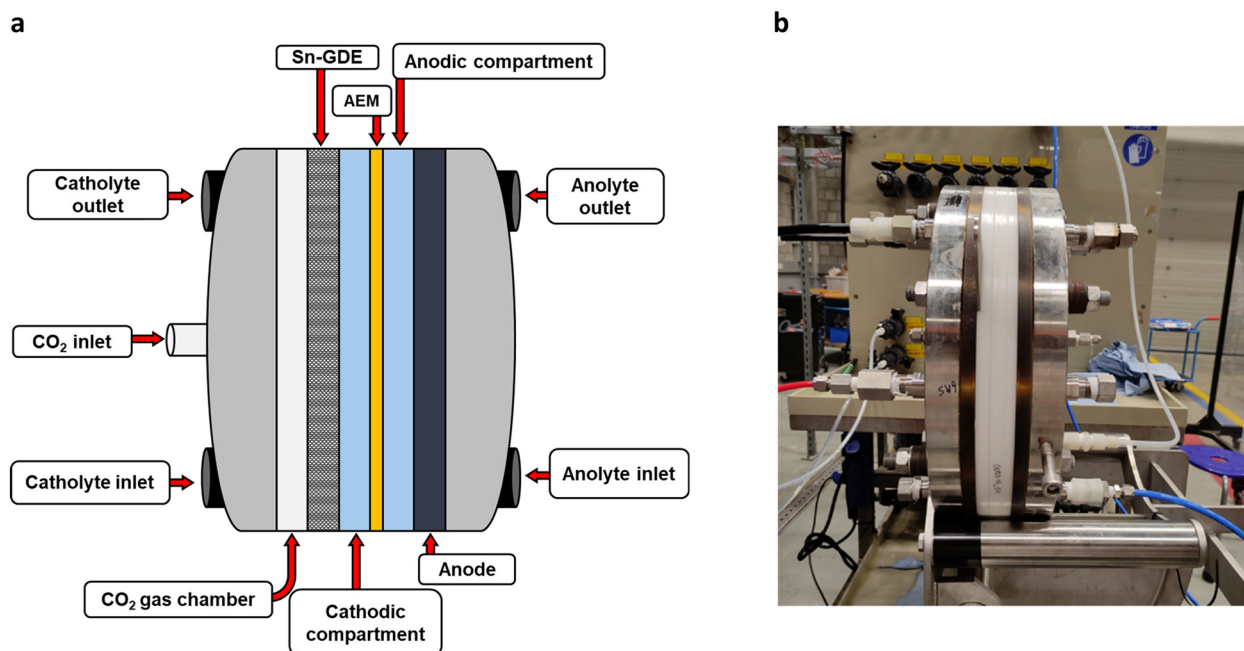 a
b
Sn-GDE
Anodic compartment
AEM
Catholyte
outlet
Anolyte
outlet
CO₂ inlet
Catholyte inlet
Anolyte inlet
CO₂ gas chamber
Cathodic
compartment
Anode